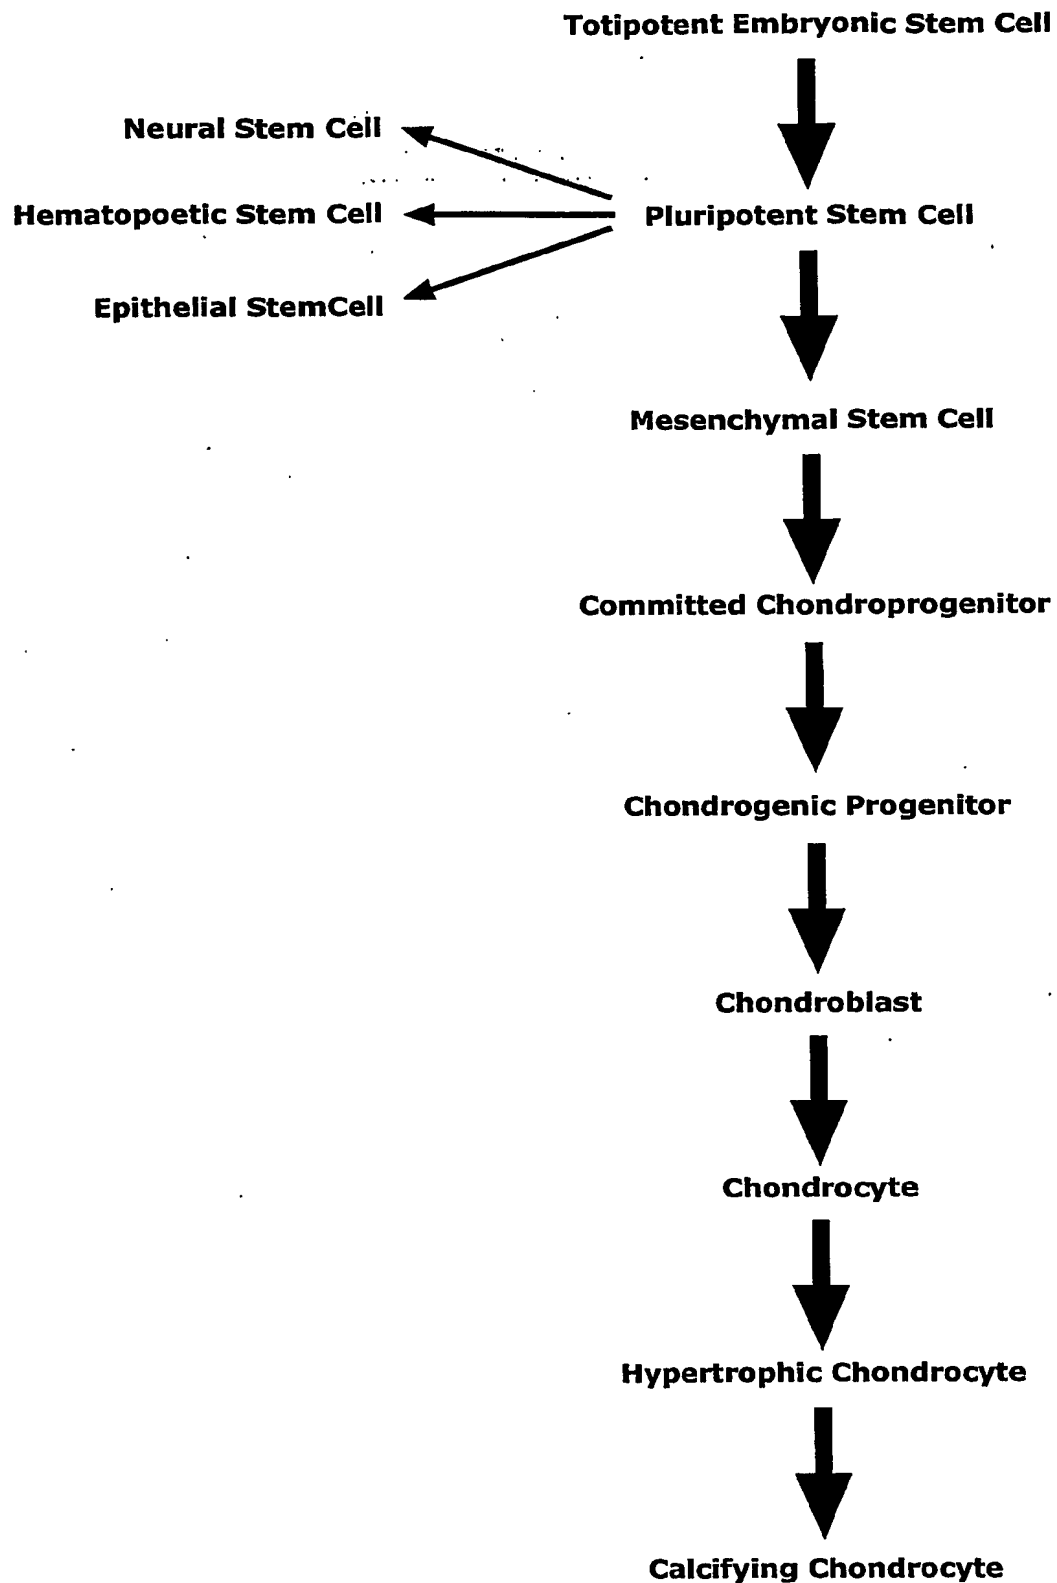 Totipotent Embryonic Stem Cell
Neural Stem Cell
Hematopoetic Stem Cell
Pluripotent Stem Cell
Epithelial StemCell
Mesenchymal Stem Cell
Committed Chondroprogenitor
Chondrogenic Progenitor
Chondroblast
Chondrocyte
Hypertrophic Chondrocyte
Calcifying Chondrocyte